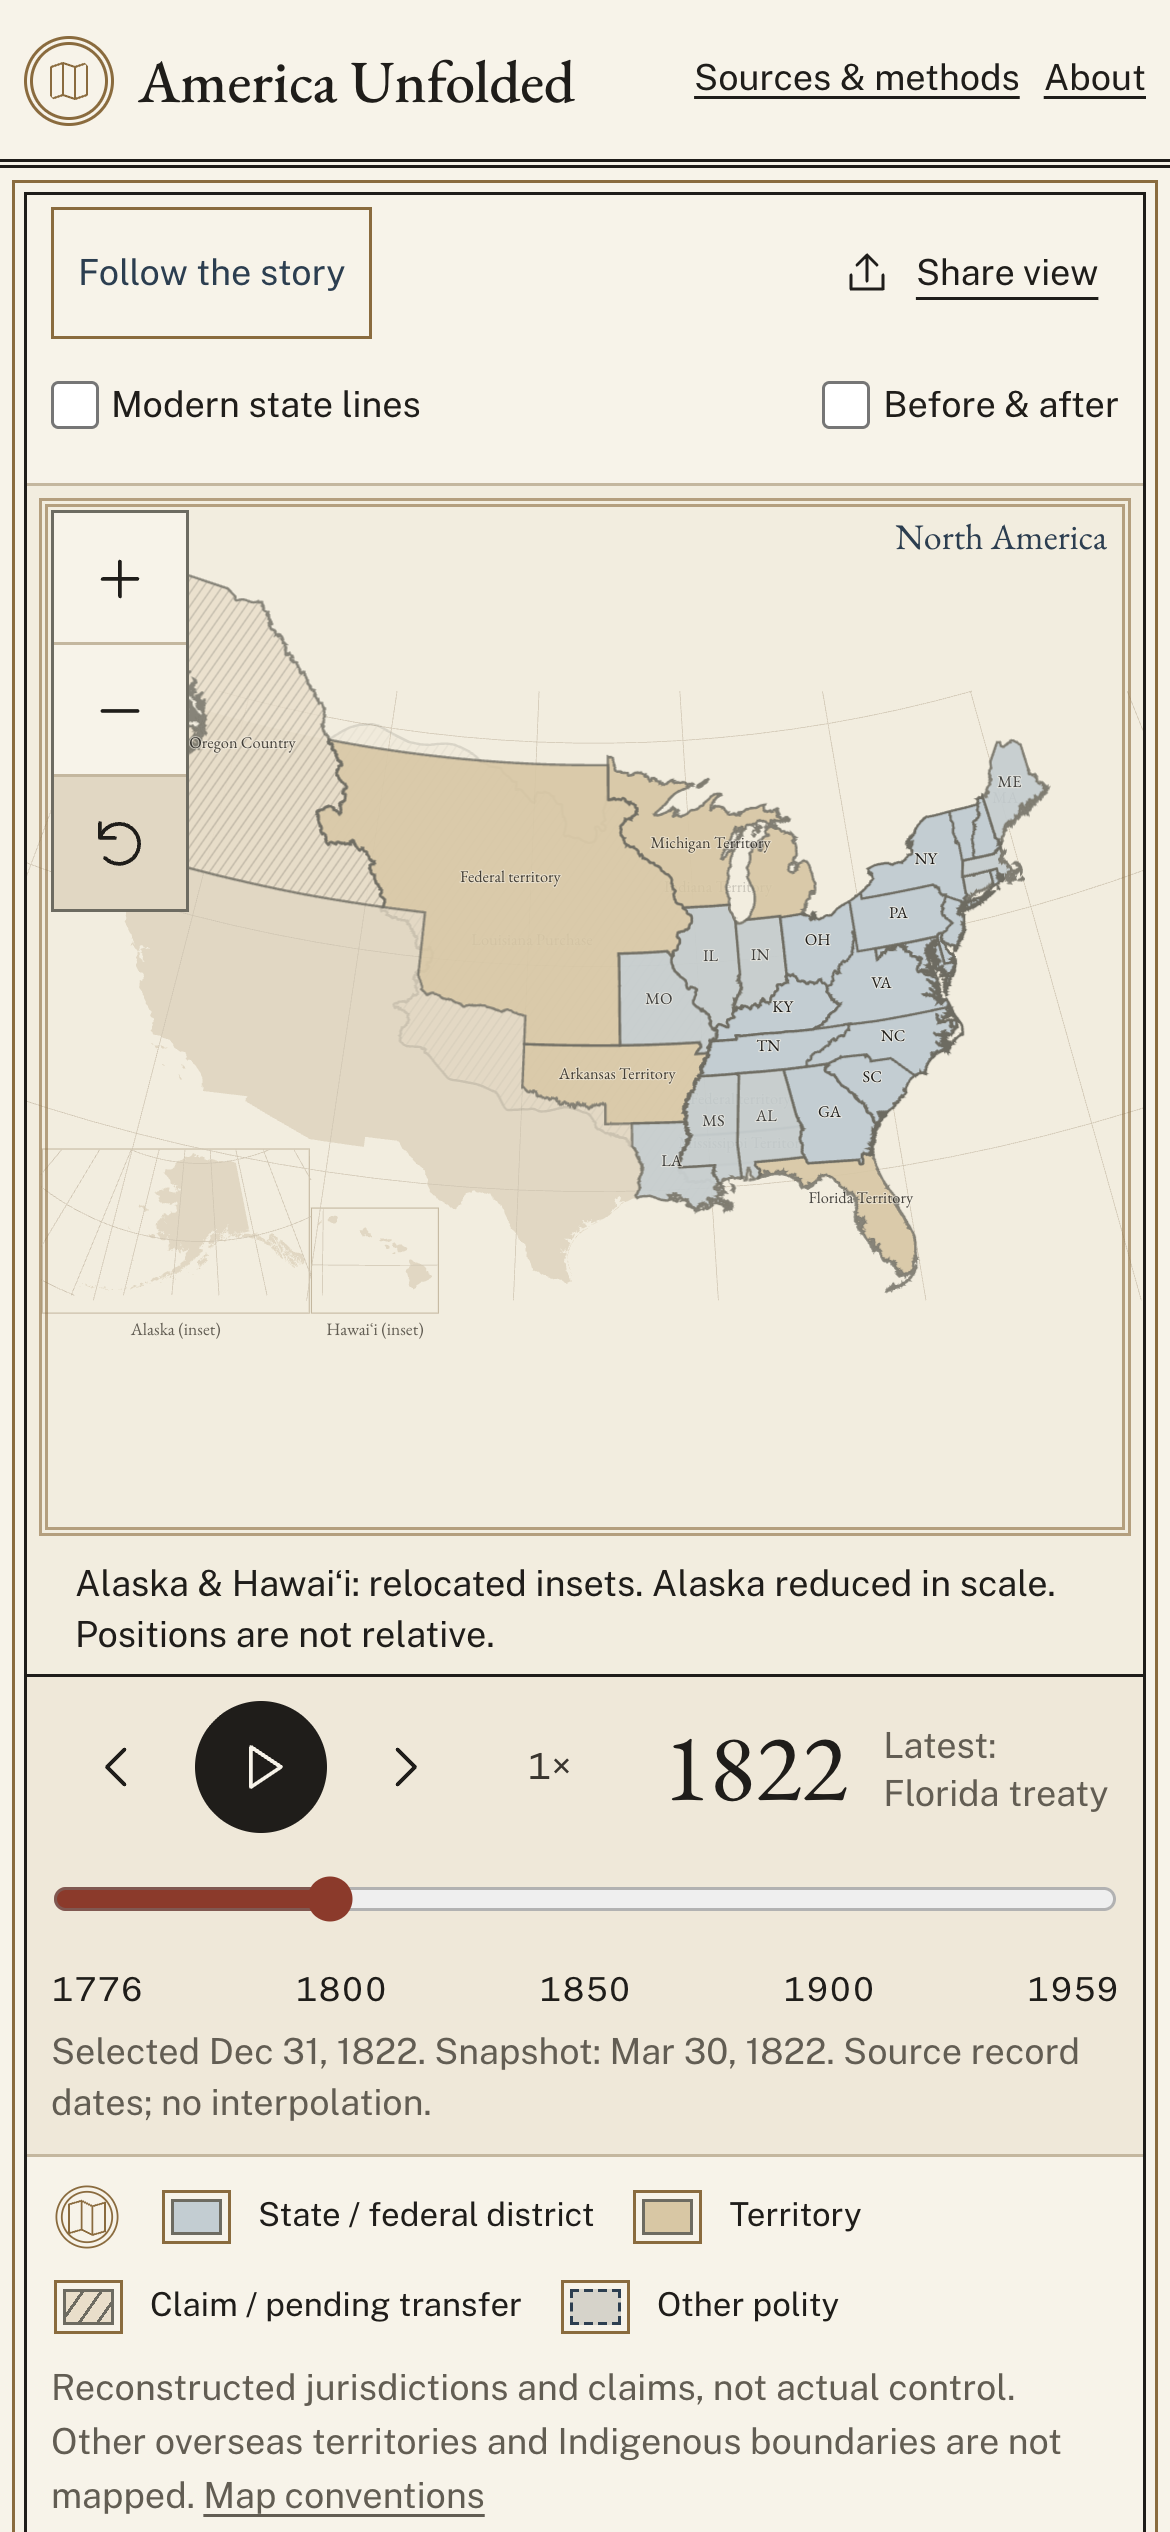 America Unfolded
Sources & methods
About
Follow the story
Share view
Modern state lines
Before & after
North America
Oregon Country
ME
Michigan Territory
NY
Federal territory
PA
OH
IL
IN
VA
MO
KY
NC
TN
Arkansas Territory
SC
GA
MS
AL
LA
Florida Territory
Alaska (inset)
Hawaiʻi (inset)
Alaska & Hawaiʻi: relocated insets. Alaska reduced in scale.
Positions are not relative.
1×
1822
Latest:
Florida treaty
1776
1800
1850
1900
1959
Selected Dec 31, 1822. Snapshot: Mar 30, 1822. Source record
dates; no interpolation.
State / federal district
Territory
Claim / pending transfer
Other polity
Reconstructed jurisdictions and claims, not actual control.
Other overseas territories and Indigenous boundaries are not
mapped. Map conventions